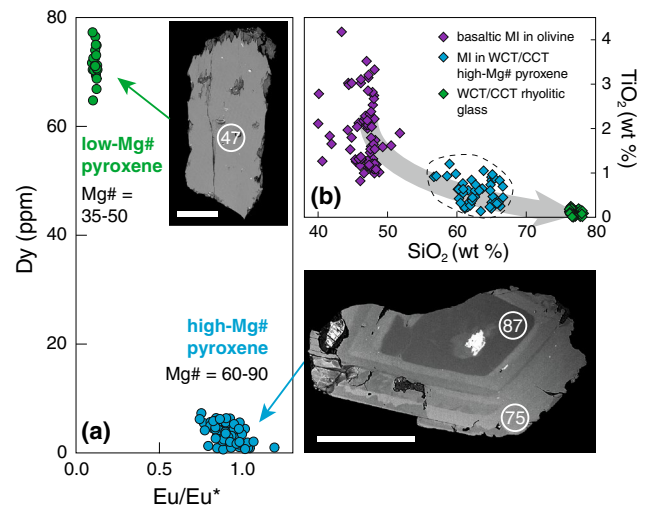 80
60
40
20
0
Dy (ppm)
0.0
0.5
1.0
Eu/Eu*
low-Mg#
pyroxene
Mg# =
35-50
47
high-Mg#
pyroxene
Mg# = 60-90
(a)
basaltic MI in olivine
MI in WCT/CCT
high-Mg# pyroxene
WCT/CCT rhyolitic
glass
(b)
4
3
2
1
0
TiO2 (wt %)
40
50
60
70
80
SiO2 (wt %)
87
75